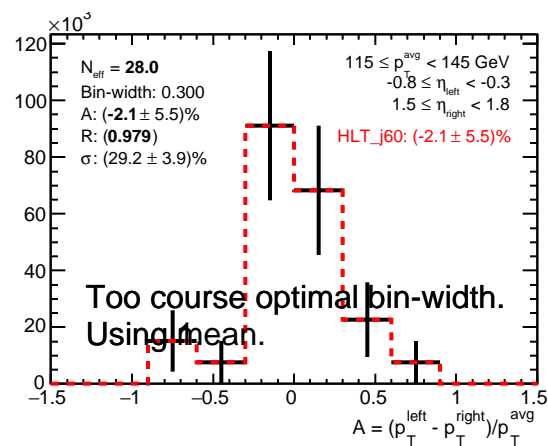 ×10³
120
100
80
60
40
20
0
N_eff = 28.0
Bin-width: 0.300
A: (-2.1 ± 5.5)%
R: (0.979)
σ: (29.2 ± 3.9)%
115 ≤ p_T^avg < 145 GeV
-0.8 ≤ η_left < -0.3
1.5 ≤ η_right < 1.8
HLT_j60: (-2.1 ± 5.5)%
Too course optimal bin-width.
Using mean.
−1.5 −1 −0.5 0 0.5 1 1.5
A = (p_T^left - p_T^right)/p_T^avg